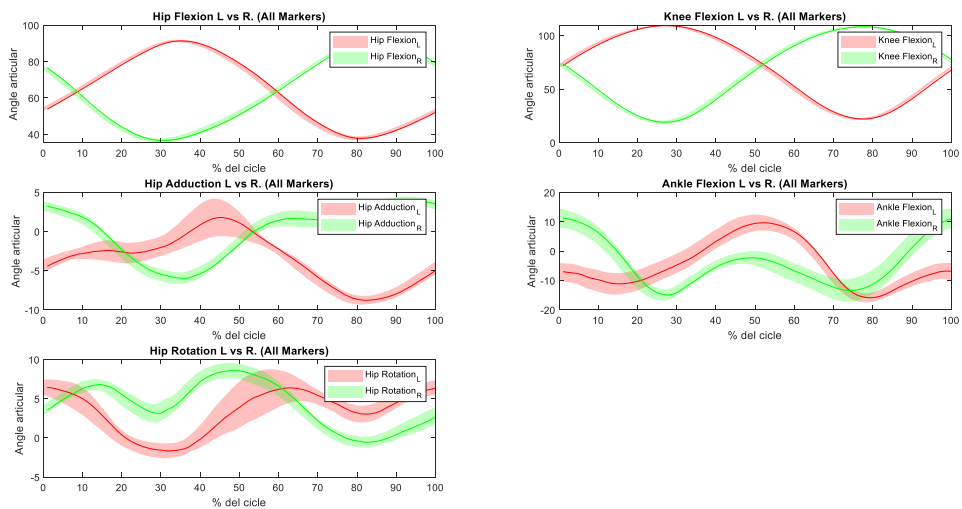 Hip Flexion L vs R. (All Markers)
100
80
60
40
Angle articular
0 10 20 30 40 50 60 70 80 90 100
% del cicle
Hip Flexion_L
Hip Flexion_R
Knee Flexion L vs R. (All Markers)
100
50
0
Angle articular
0 10 20 30 40 50 60 70 80 90 100
% del cicle
Knee Flexion_L
Knee Flexion_R
Hip Adduction L vs R. (All Markers)
5
0
-5
-10
Angle articular
0 10 20 30 40 50 60 70 80 90 100
% del cicle
Hip Adduction_L
Hip Adduction_R
Ankle Flexion L vs R. (All Markers)
20
10
0
-10
-20
Angle articular
0 10 20 30 40 50 60 70 80 90 100
% del cicle
Ankle Flexion_L
Ankle Flexion_R
Hip Rotation L vs R. (All Markers)
10
5
0
-5
Angle articular
0 10 20 30 40 50 60 70 80 90 100
% del cicle
Hip Rotation_L
Hip Rotation_R